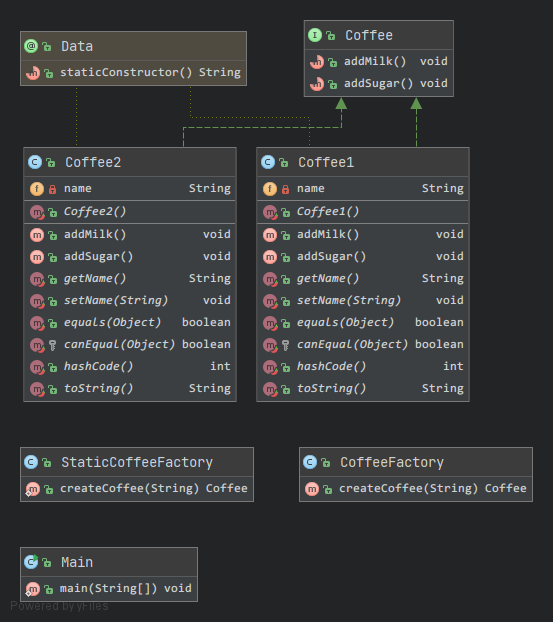 Data
staticConstructor() String
Coffee
addMilk() void
addSugar() void
Coffee2
name String
Coffee2()
addMilk() void
addSugar() void
getName() String
setName(String) void
equals(Object) boolean
canEqual(Object) boolean
hashCode() int
toString() String
Coffee1
name String
Coffee1()
addMilk() void
addSugar() void
getName() String
setName(String) void
equals(Object) boolean
canEqual(Object) boolean
hashCode() int
toString() String
StaticCoffeeFactory
createCoffee(String) Coffee
CoffeeFactory
createCoffee(String) Coffee
Main
main(String[]) void
Powered by yFiles